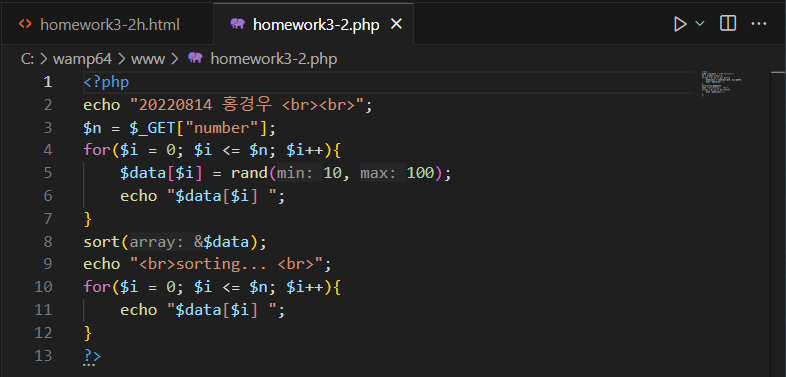 homework3-2h.html homework3-2.php
C: > wamp64 > www > homework3-2.php
1 <?php
2 echo "20220814 홍경우 <br><br>";
3 $n = $_GET["number"];
4 for($i = 0; $i <= $n; $i++){
5 $data[$i] = rand(min: 10, max: 100);
6 echo "$data[$i] ";
7 }
8 sort(array: &$data);
9 echo "<br>sorting... <br>";
10 for($i = 0; $i <= $n; $i++){
11 echo "$data[$i] ";
12 }
13 ?>